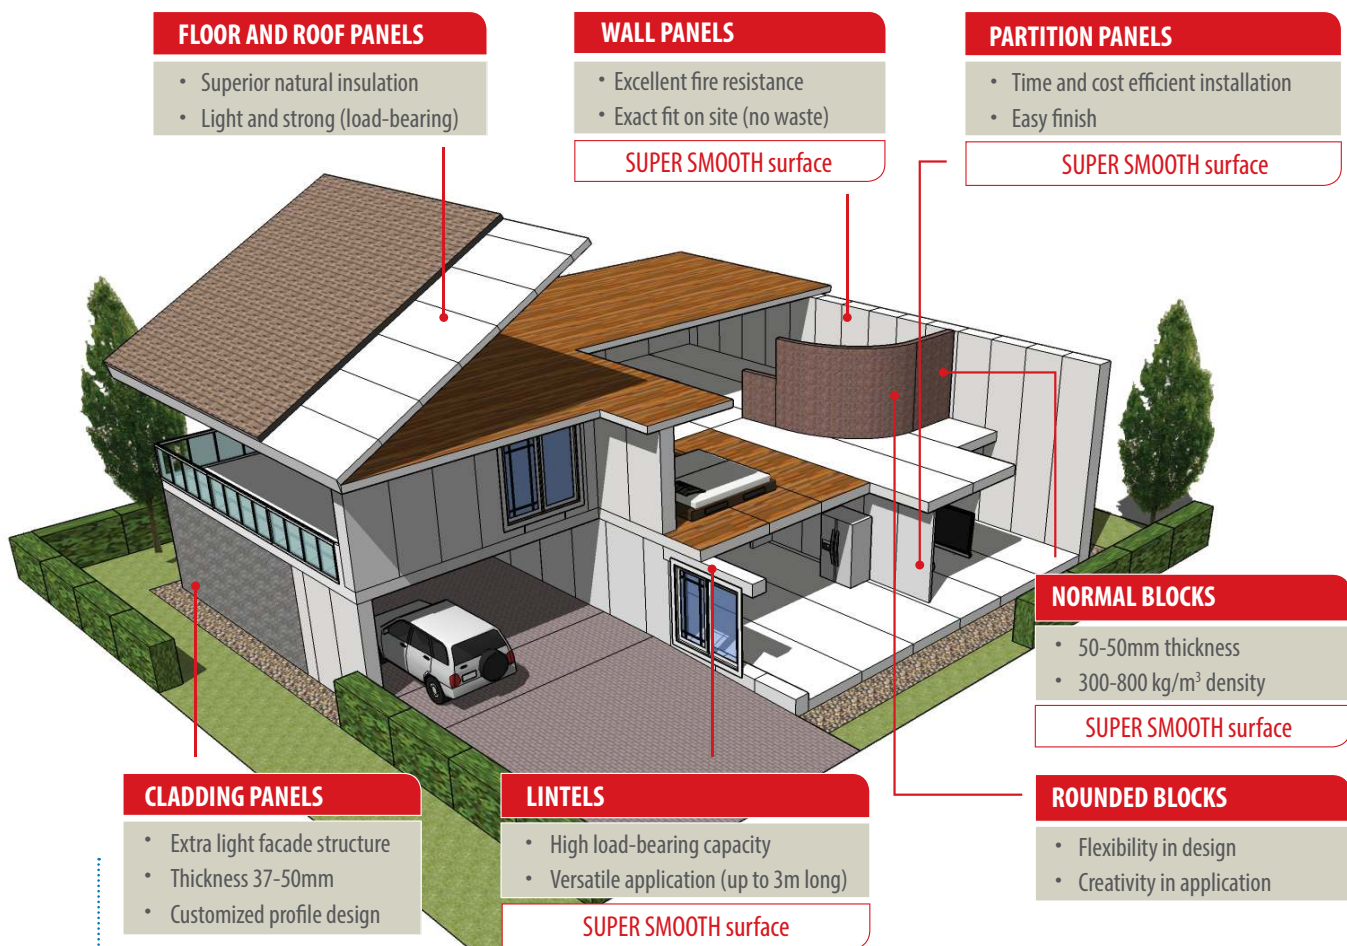 FLOOR AND ROOF PANELS
• Superior natural insulation
• Light and strong (load-bearing)
WALL PANELS
• Excellent fire resistance
• Exact fit on site (no waste)
SUPER SMOOTH surface
PARTITION PANELS
• Time and cost efficient installation
• Easy finish
SUPER SMOOTH surface
NORMAL BLOCKS
• 50-50mm thickness
• 300-800 kg/m³ density
SUPER SMOOTH surface
CLADDING PANELS
• Extra light facade structure
• Thickness 37-50mm
• Customized profile design
LINTELS
• High load-bearing capacity
• Versatile application (up to 3m long)
SUPER SMOOTH surface
ROUNDED BLOCKS
• Flexibility in design
• Creativity in application